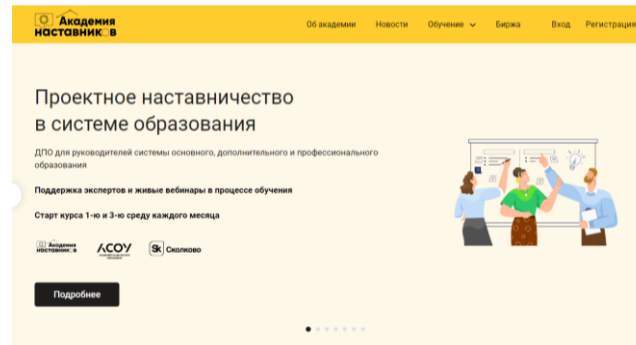 Академия
наставников
Об академии
Новости
Обучение
Биржа
Вход
Регистрация
Проектное наставничество
в системе образования
ДПО для руководителей системы основного, дополнительного и профессионального
образования
Поддержка экспертов и живые вебинары в процессе обучения
Старт курса 1-ю и 3-ю среду каждого месяца
Академия
наставников
АСОУ
Sk Сколково
Подробнее